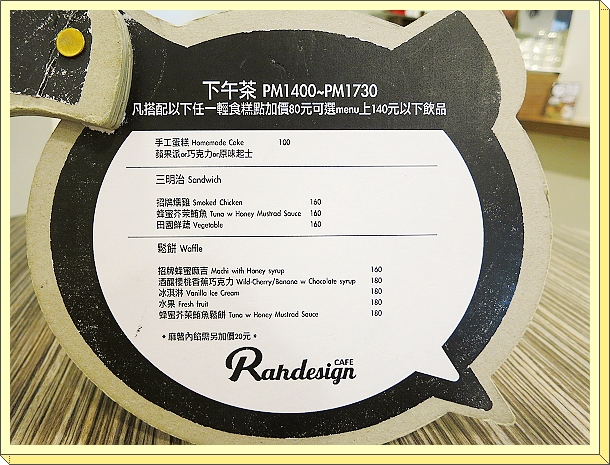 下午茶 PM1400~PM1730
凡搭配以下任一輕食糕點加價80元可選menu上140元以下飲品
手工蛋糕 Homemade Cake 100
蘋果派or巧克力or原味起士
三明治 Sandwich
招牌燻雞 Smoked Chicken 160
蜂蜜芥茉鮪魚 Tuna w Honey Mustrad Sauce 160
田園鮮蔬 Vegetable 160
鬆餅 Waffle
招牌蜂蜜麻吉 Mochi with Honey syrup 160
酒釀櫻桃香蕉巧克力 Wild-Cherry/Banana w Chocolate syrup 180
冰淇淋 Vanilla Ice Cream 180
水果 Fresh fruit 180
蜂蜜芥茉鮪魚鬆餅 Tuna w Honey Mustrad Sauce 180
*麻薯內餡需另加價20元*
Rahdesign CAFE